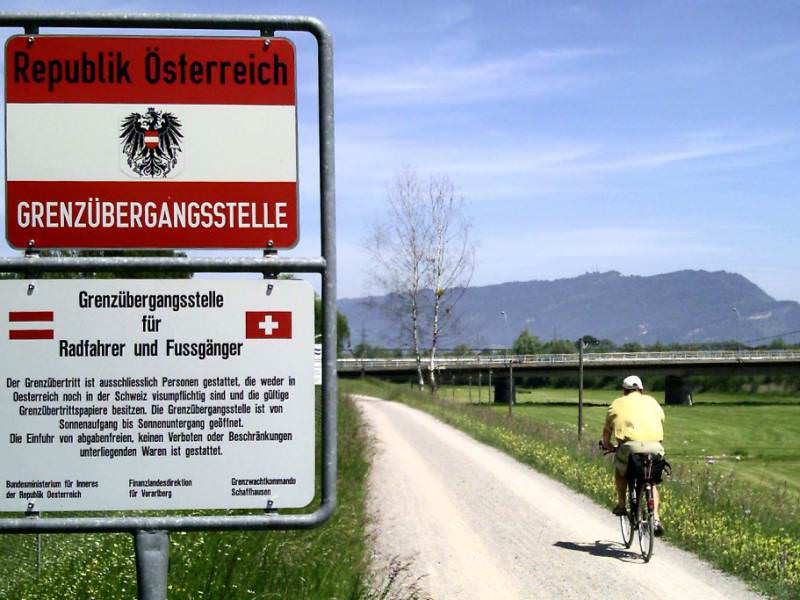 Republik Österreich
GRENZÜBERGANGSSTELLE
Grenzübergangsstelle
für
Radfahrer und Fussgänger
Der Grenzübertritt ist ausschliesslich Personen gestattet, die weder in
Oesterreich noch in der Schweiz visumpflichtig sind und die gültige
Grenzübertrittspapiere besitzen. Die Grenzübergangsstelle ist von
Sonnenaufgang bis Sonnenuntergang geöffnet.
Die Einfuhr von abgabenfreien, keinen Verboten oder Beschränkungen
unterliegenden Waren ist gestattet.
Bundesministerium für Inneres
der Republik Oesterreich
Finanzlandesdirektion
für Vorarlberg
Grenzwachtkommando
Schaffhausen